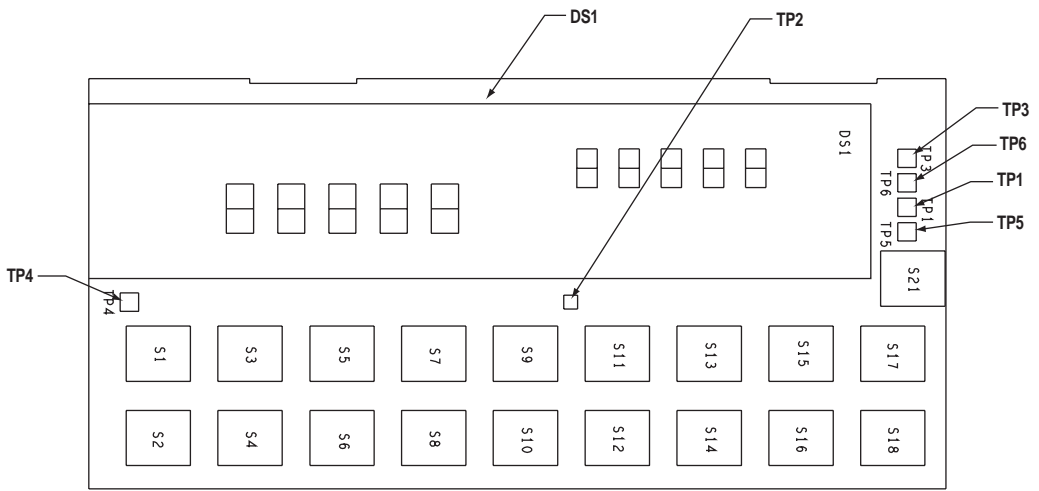 DS1
TP2
TP3
TP6
TP1
TP5
TP4
DS1
TP3
TP6
TP1
TP5
S21
TP4
S1 S3 S5 S7 S9 S11 S13 S15 S17
S2 S4 S6 S8 S10 S12 S14 S16 S18